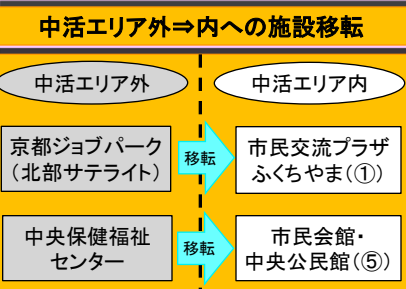 中活エリア外⇒内への施設移転
中活エリア外
中活エリア内
京都ジョブパーク
(北部サテライト)
移転
市民交流プラザ
ふくちやま(①)
中央保健福祉
センター
移転
市民会館・
中央公民館(⑤)